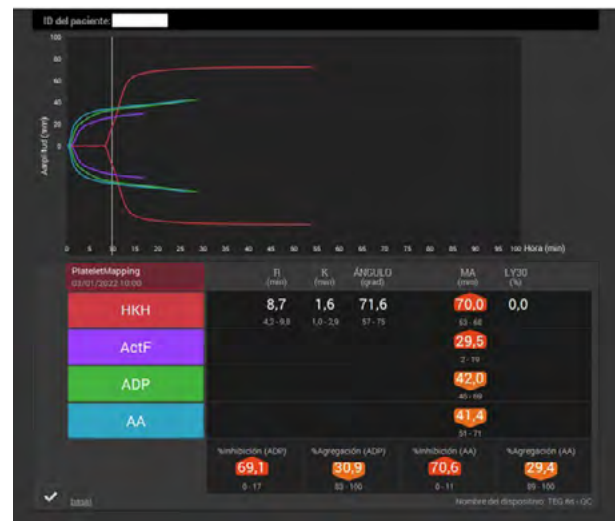 ID del paciente:
100
80
60
40
20
0
Amplitud (mm)
0 5 10 15 20 25 30 35 40 45 50 55 60 65 70 75 80 85 90 95 100 Hora (min)
PlateletMapping
03/01/2022 10:00
R K ÁNGULO MA LY30
(min) (min) (grad) (mm) (%)
HKH 8,7 1,6 71,6 70,0 0,0
4,2 - 9,8 1,0 - 2,9 57 - 75 53 - 68
ActF 29,5
2 - 19
ADP 42,0
45 - 69
AA 41,4
51 - 71
%Inhibición (ADP) %Agregación (ADP) %Inhibición (AA) %Agregación (AA)
69,1 30,9 70,6 29,4
0 - 17 83 - 100 0 - 11 89 - 100
basal Nombre del dispositivo: TEG 6s - QC